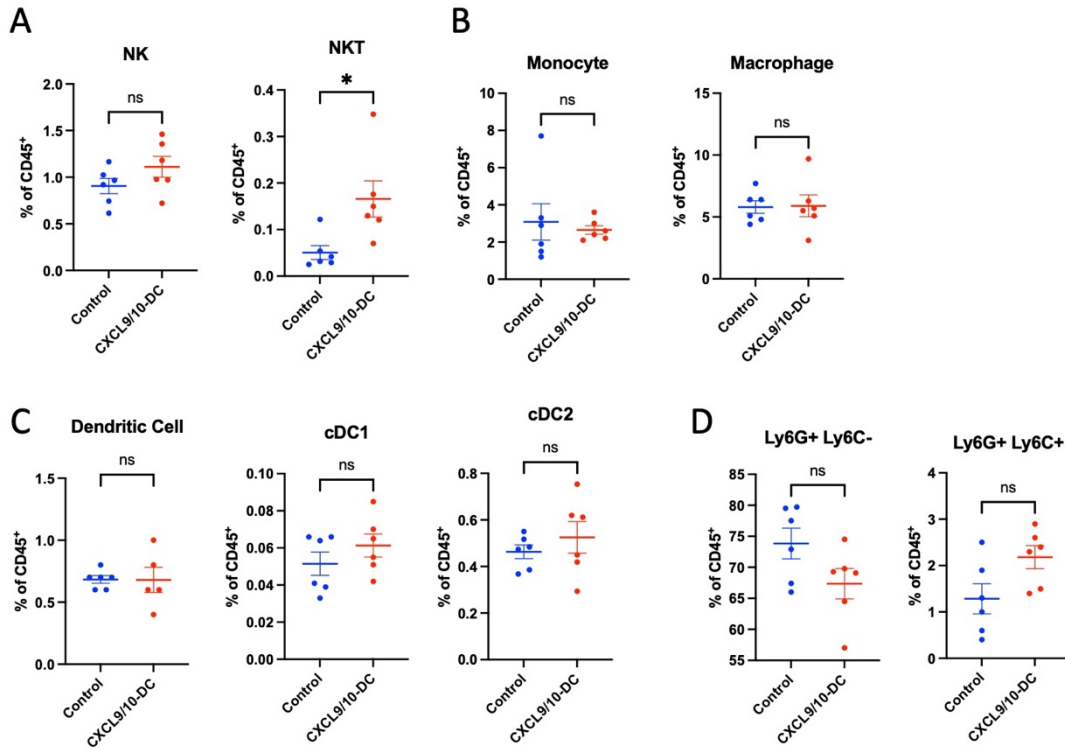 A
NK
% of CD45+
2.0
1.5
1.0
0.5
0.0
ns
Control
CXCL9/10-DC
NKT
% of CD45+
0.4
0.3
0.2
0.1
0.0
*
Control
CXCL9/10-DC
B
Monocyte
% of CD45+
10
8
6
4
2
0
ns
Control
CXCL9/10-DC
Macrophage
% of CD45+
15
10
5
0
ns
Control
CXCL9/10-DC
C
Dendritic Cell
% of CD45+
1.5
1.0
0.5
0.0
ns
Control
CXCL9/10-DC
cDC1
% of CD45+
0.10
0.08
0.06
0.04
0.02
0.00
ns
Control
CXCL9/10-DC
cDC2
% of CD45+
0.8
0.6
0.4
0.2
0.0
ns
Control
CXCL9/10-DC
D
Ly6G+ Ly6C-
% of CD45+
85
80
75
70
65
60
55
ns
Control
CXCL9/10-DC
Ly6G+ Ly6C+
% of CD45+
4
3
2
1
0
ns
Control
CXCL9/10-DC